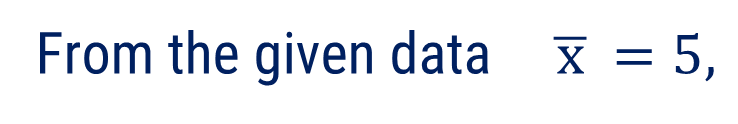 From the given data x̅ = 5,